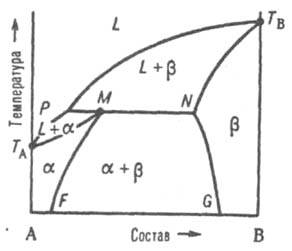 Температура →
L
T_B
L + β
P
M
N
L + α
T_A
β
α
α + β
F
G
A
Состав →
B